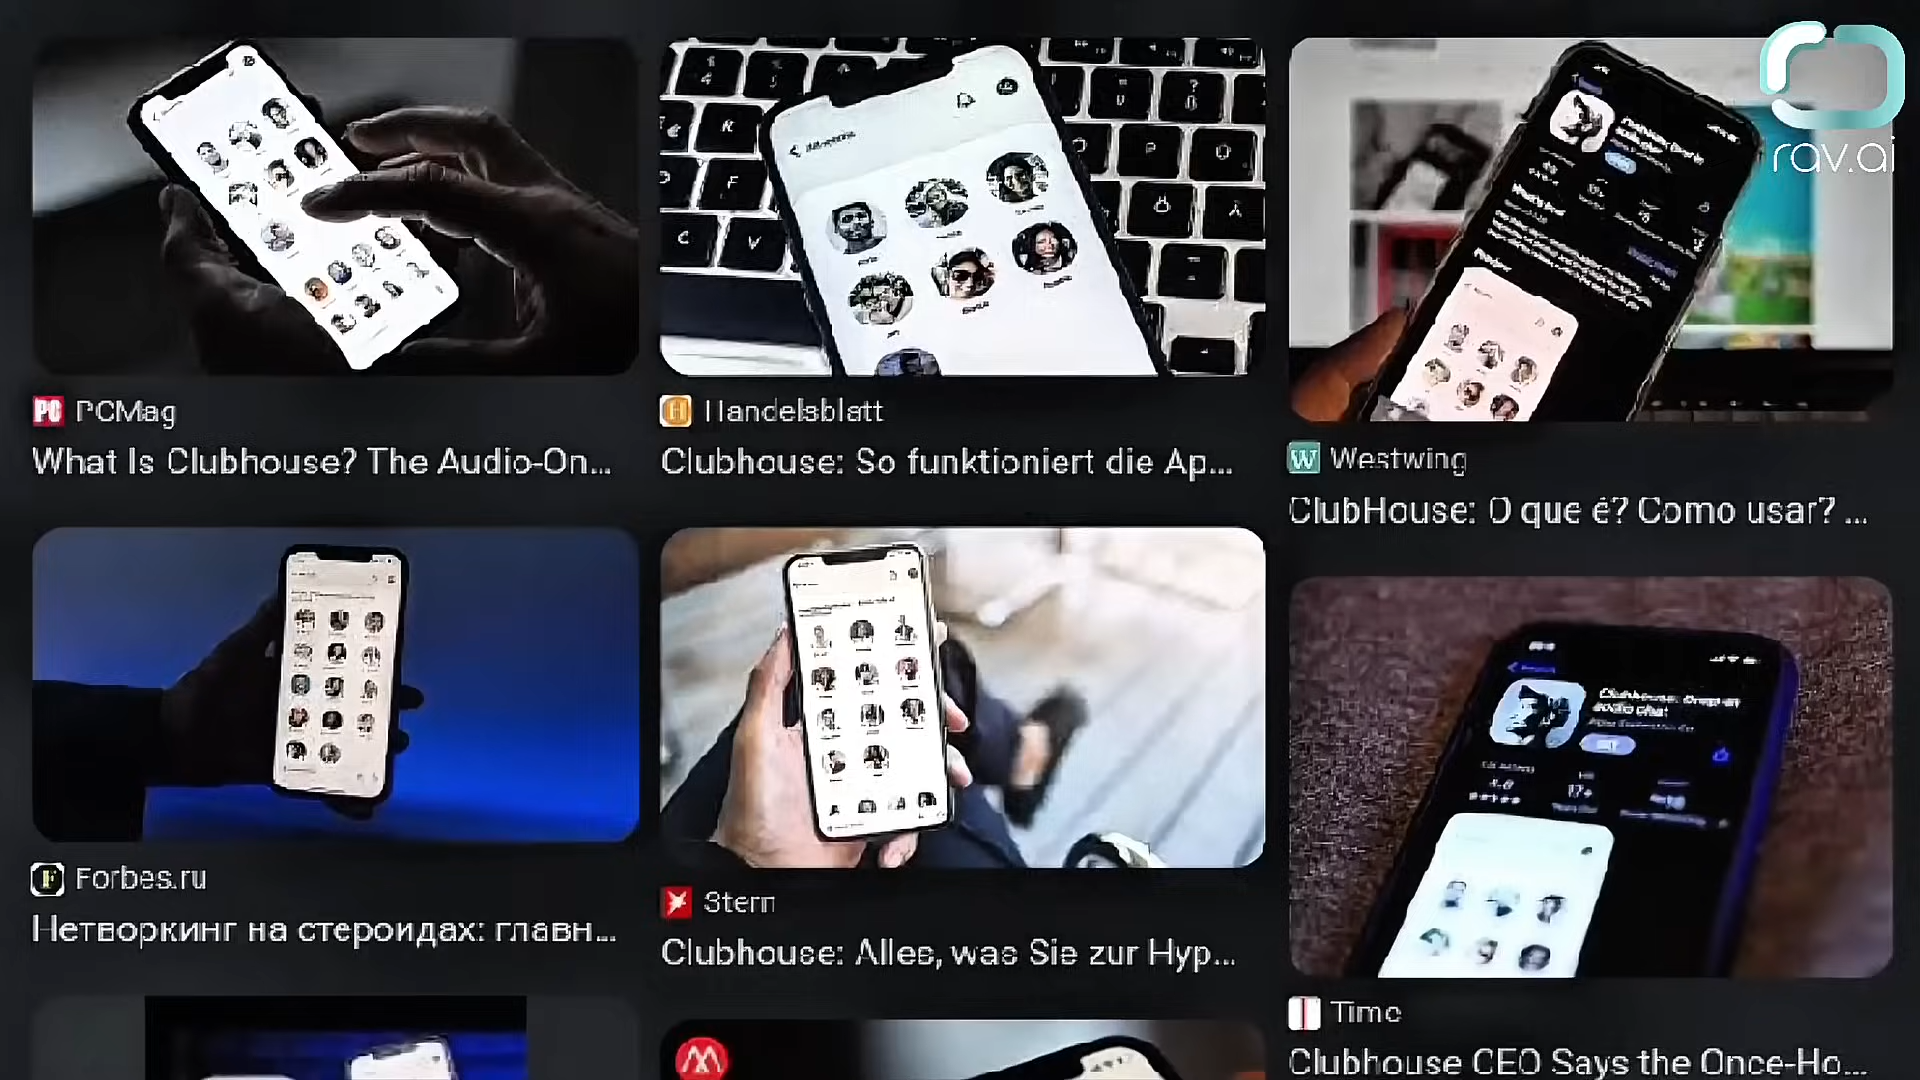 rav.ai
PC PCMag
What Is Clubhouse? The Audio-On...
H Handelsblatt
Clubhouse: So funktioniert die Ap...
W Westwing
ClubHouse: O que é? Como usar? ...
F Forbes.ru
Нетворкинг на стероидах: главн...
Stern
Clubhouse: Alles, was Sie zur Hyp...
Time
Clubhouse CEO Says the Once-Ho...